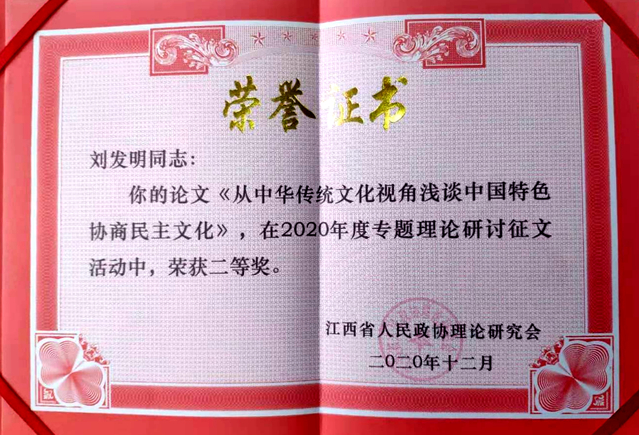 荣誉证书
刘发明同志：
你的论文《从中华传统文化视角浅谈中国特色
协商民主文化》，在2020年度专题理论研讨征文
活动中，荣获二等奖。
江西省人民政协理论研究会
二〇二〇年十二月